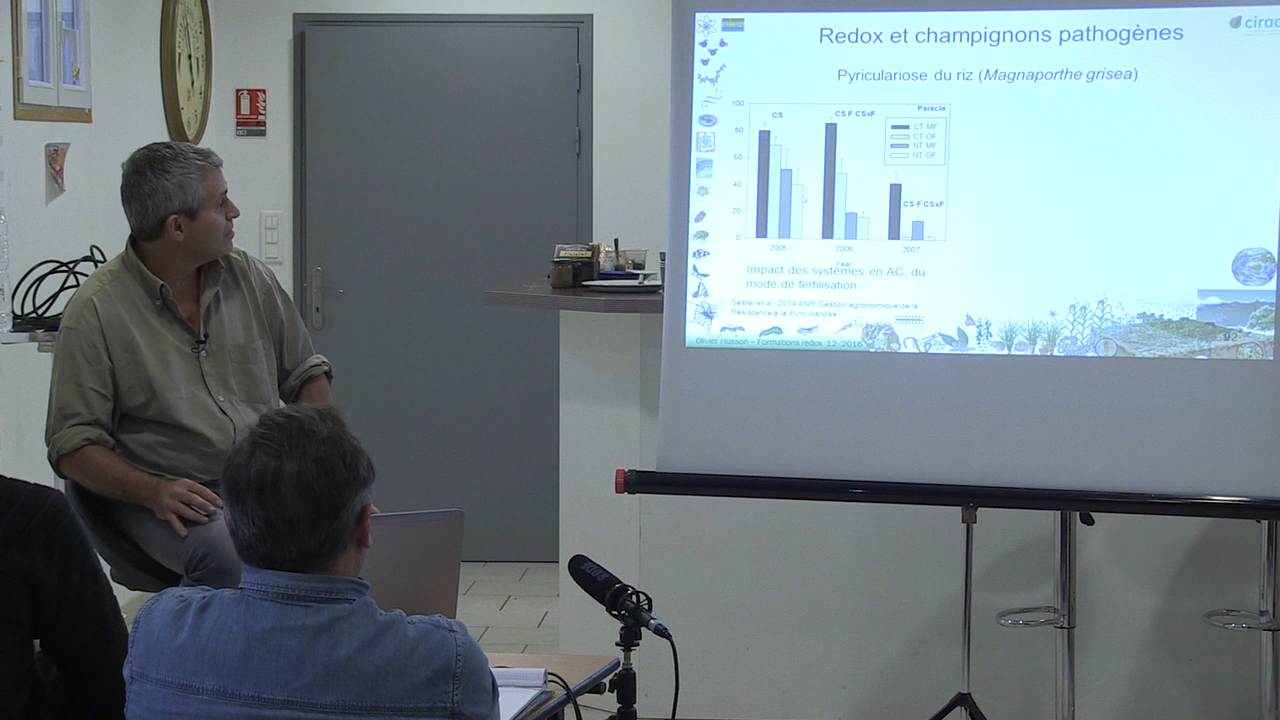 Redox et champignons pathogènes
cirad
Pyriculariose du riz (Magnaporthe grisea)
100
80
60
40
20
0
CS
CS F CSxF
Panicle
CT MF
CT OF
NT MF
NT OF
CS F CSxF
2005
2006
2007
Year
Impact des systèmes en AC, du
mode de fertilisation
Sester et al. 2014 ANR Gestion agronomique de la
Résistance à la Pyriculariose
Olivier Husson – Formations redox 12- 2016